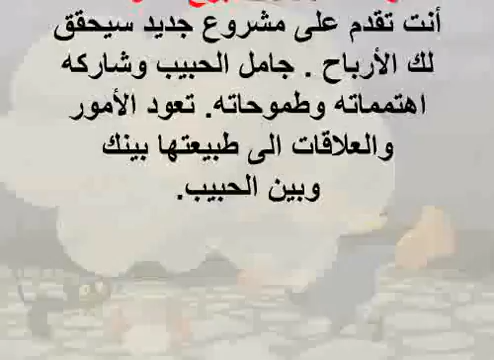 أنت تقدم على مشروع جديد سيحقق
لك الأرباح . جامل الحبيب وشاركه
اهتمماته وطموحاته. تعود الأمور
والعلاقات الى طبيعتها بينك
وبين الحبيب.